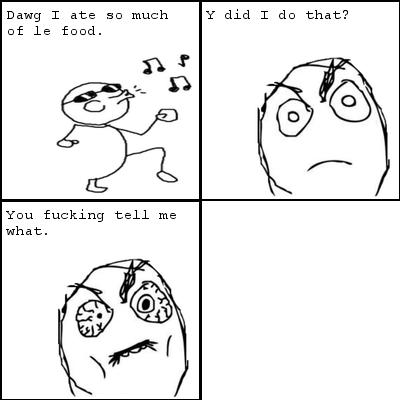 Dawg I ate so much
of le food.
Y did I do that?
You fucking tell me
what.